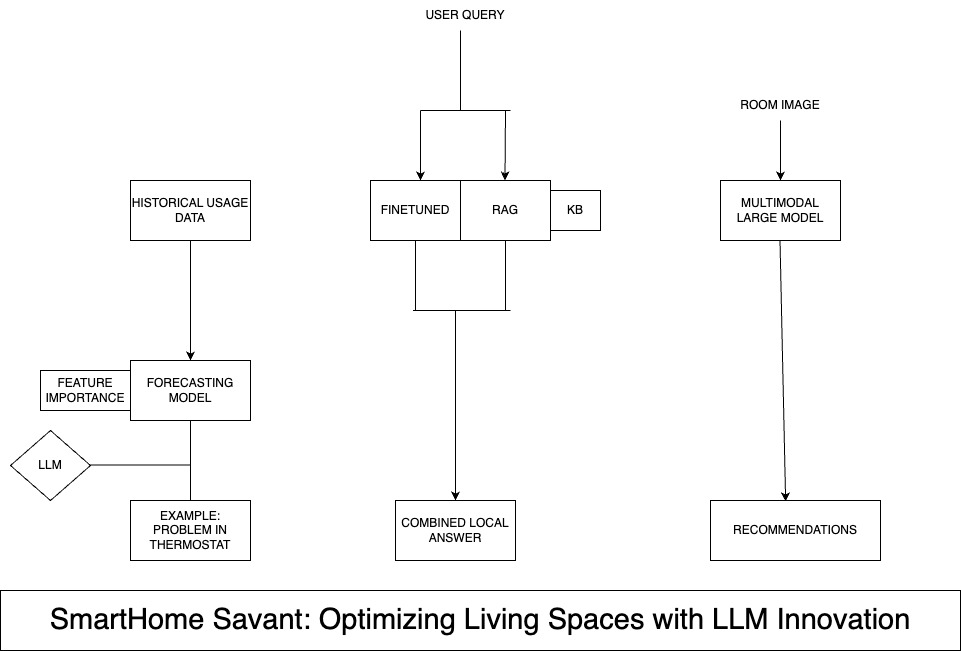 USER QUERY
ROOM IMAGE
HISTORICAL USAGE
DATA
FINETUNED
RAG
KB
MULTIMODAL
LARGE MODEL
FEATURE
IMPORTANCE
FORECASTING
MODEL
LLM
EXAMPLE:
PROBLEM IN
THERMOSTAT
COMBINED LOCAL
ANSWER
RECOMMENDATIONS
SmartHome Savant: Optimizing Living Spaces with LLM Innovation